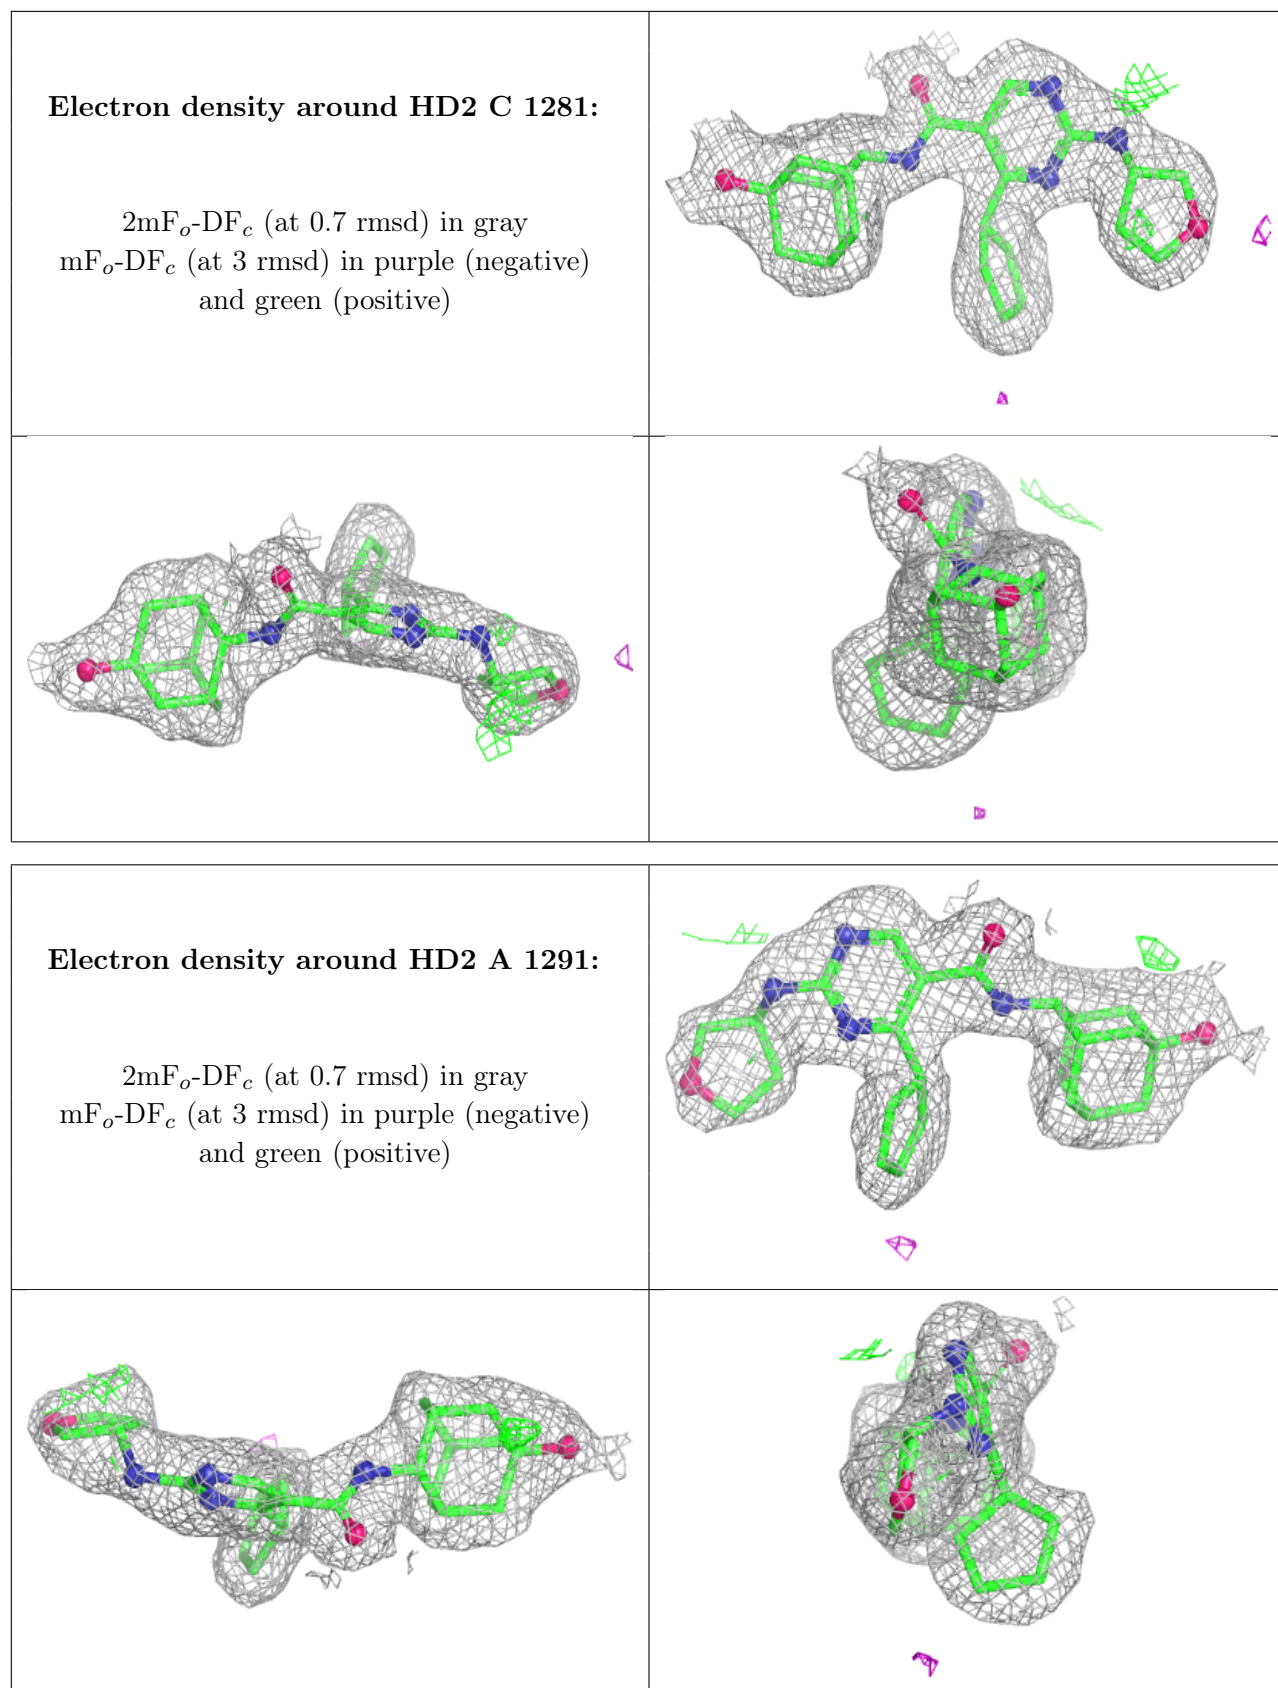 Electron density around HD2 C 1281:
2mFo-DFc (at 0.7 rmsd) in gray
mFo-DFc (at 3 rmsd) in purple (negative)
and green (positive)
Electron density around HD2 A 1291:
2mFo-DFc (at 0.7 rmsd) in gray
mFo-DFc (at 3 rmsd) in purple (negative)
and green (positive)